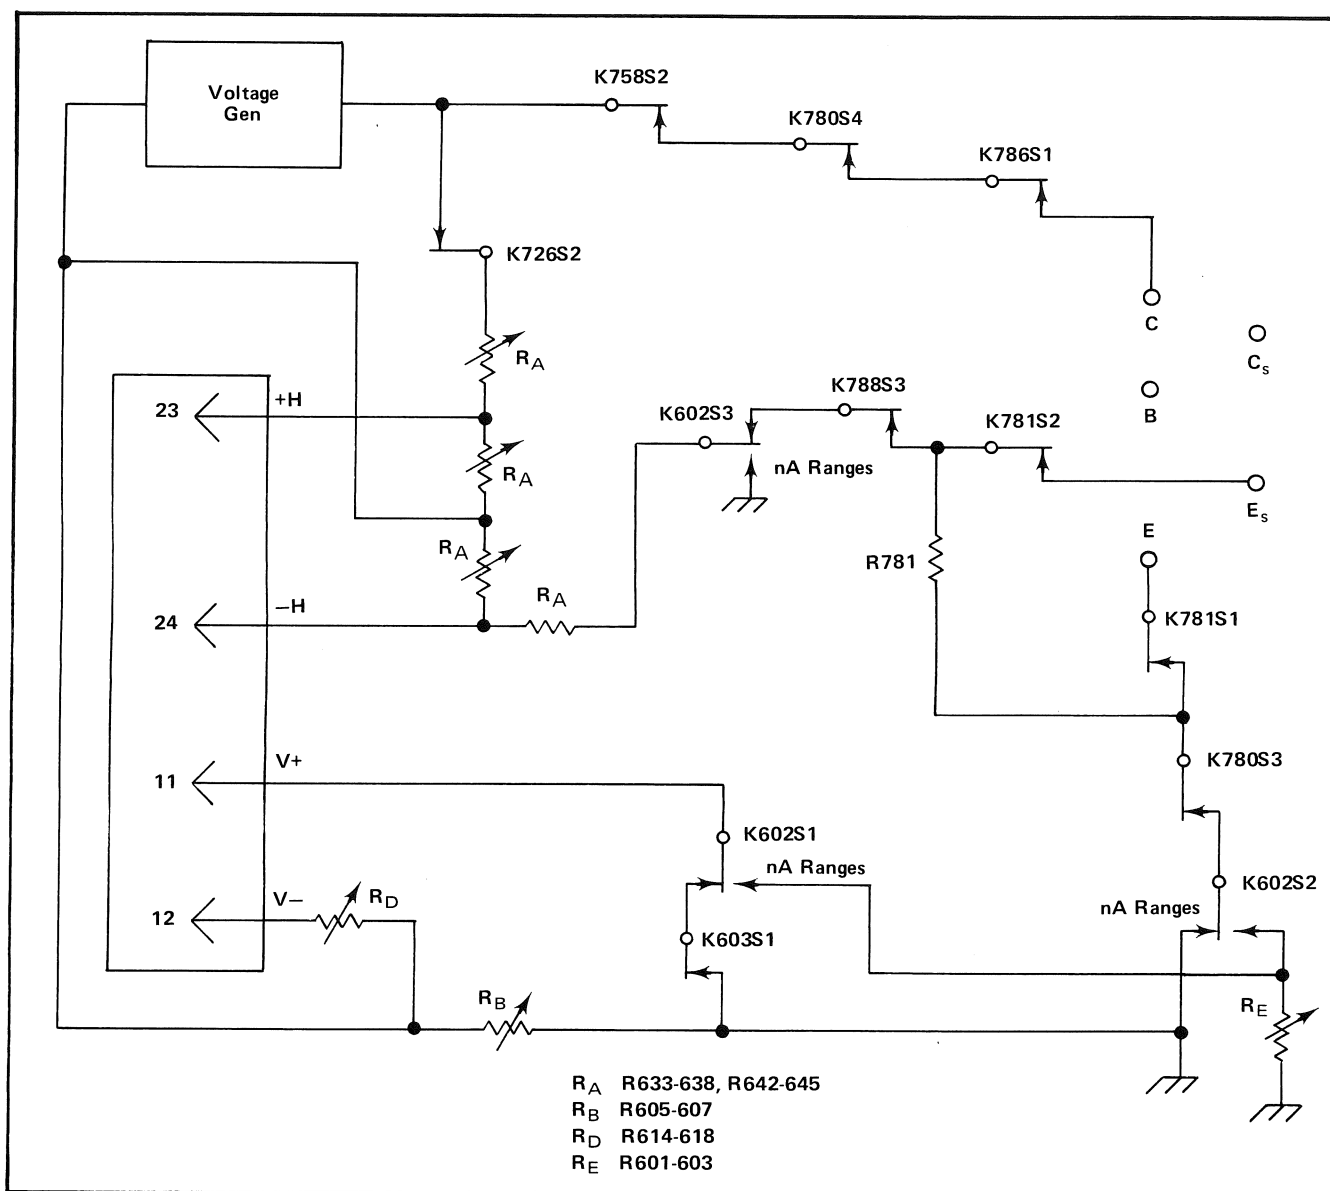 Voltage
Gen
K758S2
K780S4
K786S1
K726S2
C
Cs
RA
B
K788S3
23
+H
K602S3
K781S2
nA Ranges
RA
Es
E
RA
R781
24
−H
RA
K781S1
11
V+
K780S3
K602S1
nA Ranges
K602S2
12
V−
RD
nA Ranges
K603S1
RB
RE
RA R633-638, R642-645
RB R605-607
RD R614-618
RE R601-603